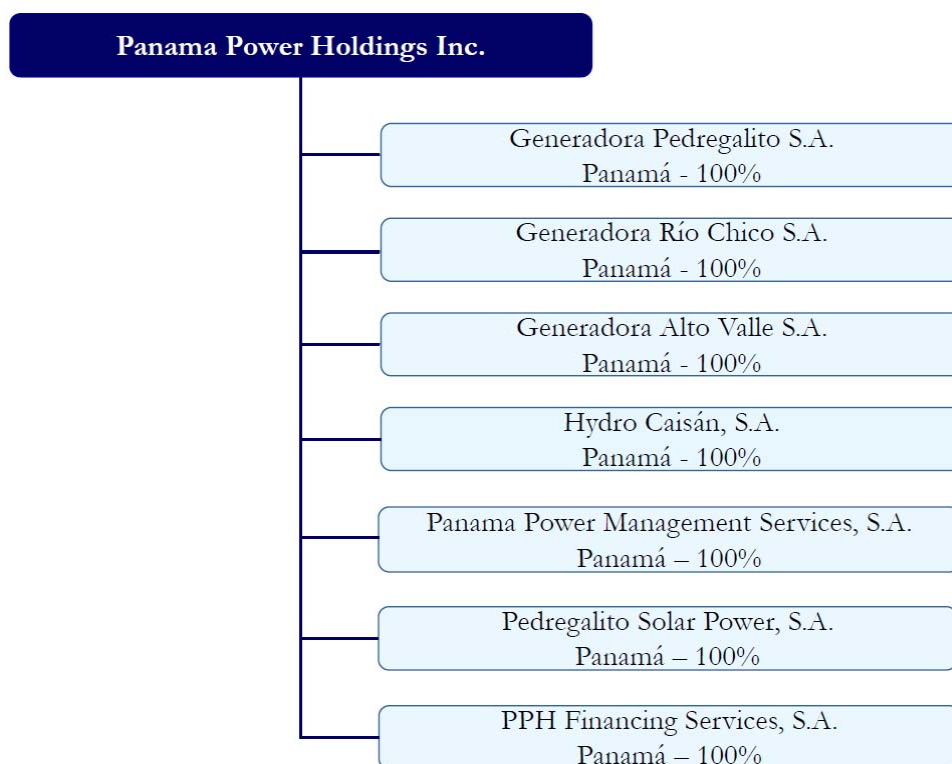 Panama Power Holdings Inc.
Generadora Pedregalito S.A.
Panamá - 100%
Generadora Río Chico S.A.
Panamá - 100%
Generadora Alto Valle S.A.
Panamá - 100%
Hydro Caisán, S.A.
Panamá - 100%
Panama Power Management Services, S.A.
Panamá – 100%
Pedregalito Solar Power, S.A.
Panamá – 100%
PPH Financing Services, S.A.
Panamá – 100%